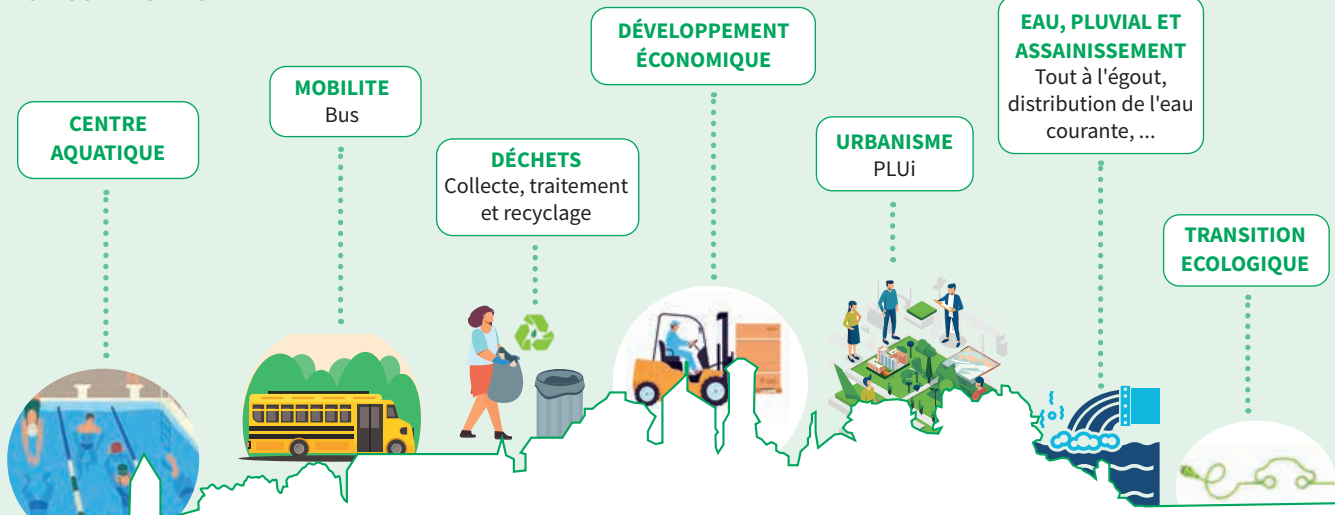 CENTRE
AQUATIQUE
MOBILITE
Bus
DÉCHETS
Collecte, traitement
et recyclage
DÉVELOPPEMENT
ÉCONOMIQUE
URBANISME
PLUi
EAU, PLUVIAL ET
ASSAINISSEMENT
Tout à l'égout,
distribution de l'eau
courante, ...
TRANSITION
ECOLOGIQUE